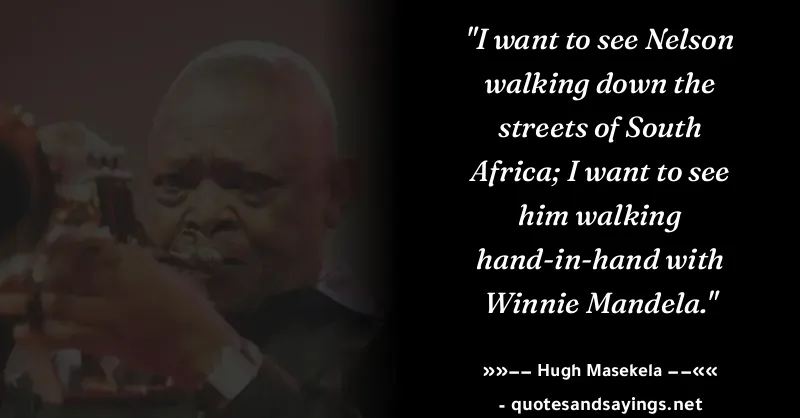 "I want to see Nelson
walking down the
streets of South
Africa; I want to see
him walking
hand-in-hand with
Winnie Mandela."
»»−− Hugh Masekela −−««
- quotesandsayings.net